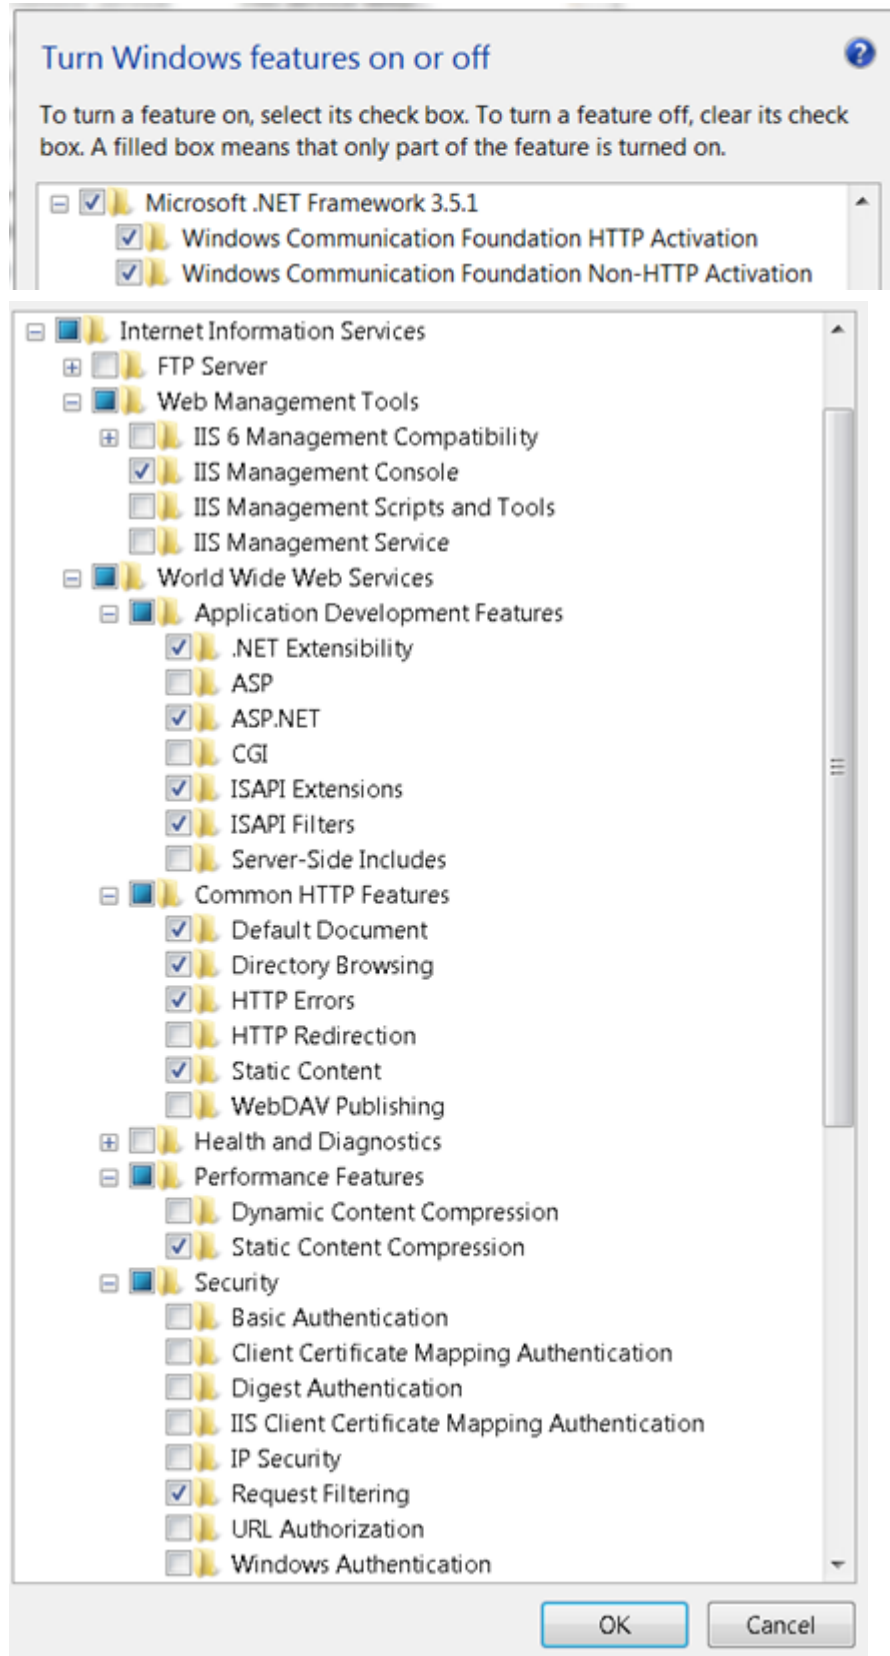 Turn Windows features on or off
To turn a feature on, select its check box. To turn a feature off, clear its check
box. A filled box means that only part of the feature is turned on.
Microsoft .NET Framework 3.5.1
Windows Communication Foundation HTTP Activation
Windows Communication Foundation Non-HTTP Activation
Internet Information Services
FTP Server
Web Management Tools
IIS 6 Management Compatibility
IIS Management Console
IIS Management Scripts and Tools
IIS Management Service
World Wide Web Services
Application Development Features
.NET Extensibility
ASP
ASP.NET
CGI
ISAPI Extensions
ISAPI Filters
Server-Side Includes
Common HTTP Features
Default Document
Directory Browsing
HTTP Errors
HTTP Redirection
Static Content
WebDAV Publishing
Health and Diagnostics
Performance Features
Dynamic Content Compression
Static Content Compression
Security
Basic Authentication
Client Certificate Mapping Authentication
Digest Authentication
IIS Client Certificate Mapping Authentication
IP Security
Request Filtering
URL Authorization
Windows Authentication
OK
Cancel